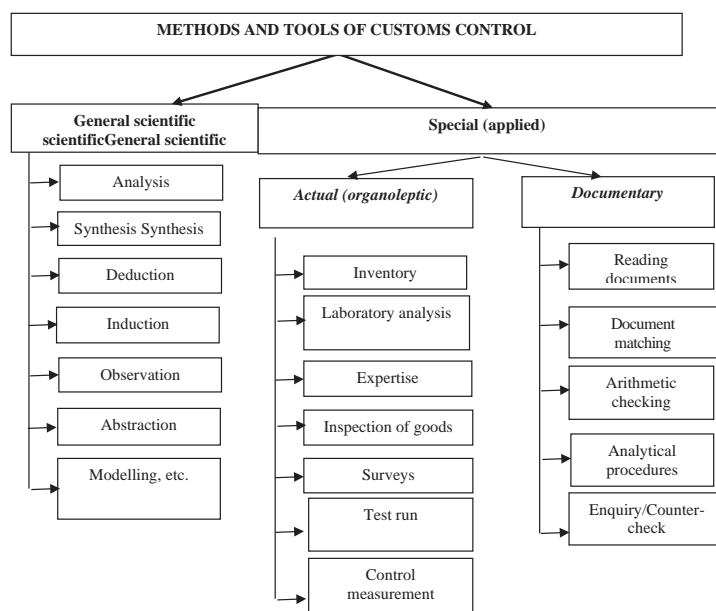 METHODS AND TOOLS OF CUSTOMS CONTROL
General scientific
scientificGeneral scientific
Special (applied)
Analysis
Synthesis Synthesis
Deduction
Induction
Observation
Abstraction
Modelling, etc.
Actual (organoleptic)
Inventory
Laboratory analysis
Expertise
Inspection of goods
Surveys
Test run
Control
measurement
Documentary
Reading
documents
Document
matching
Arithmetic
checking
Analytical
procedures
Enquiry/Counter-
check